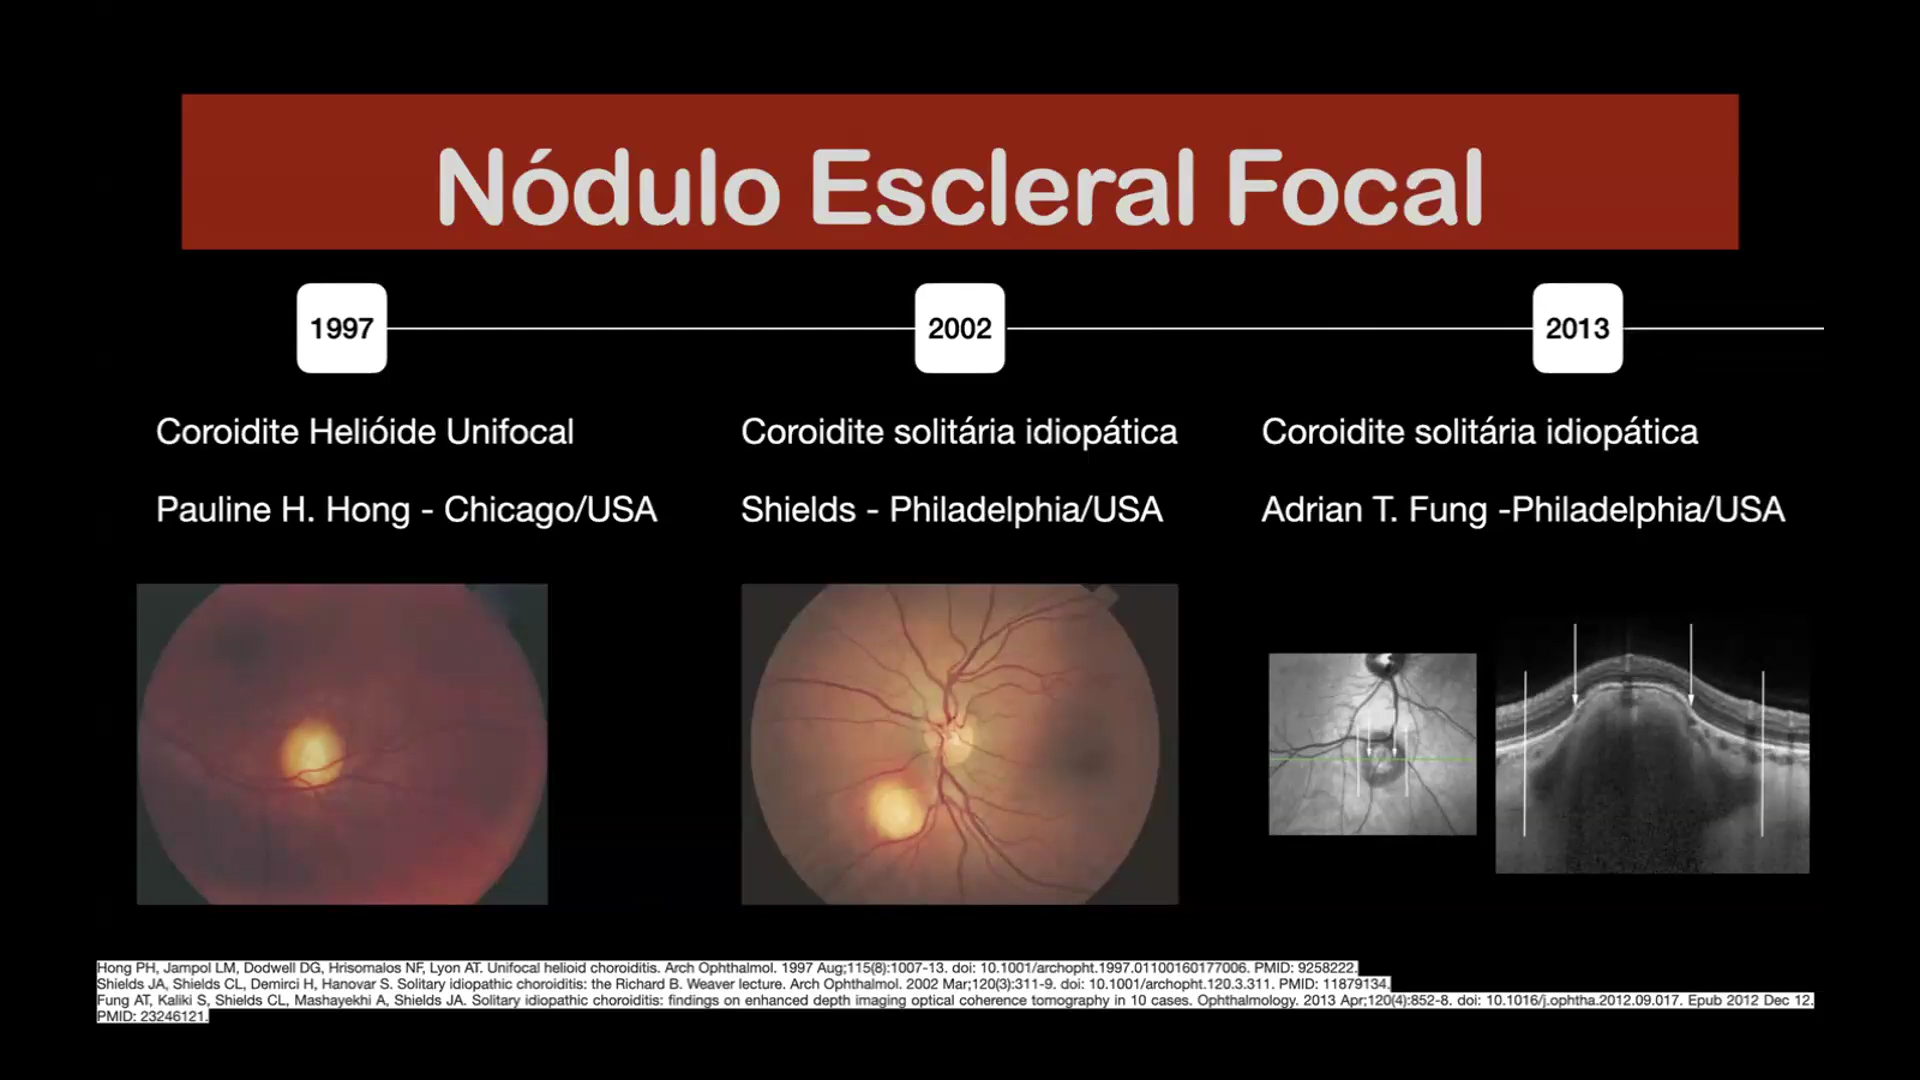 Nódulo Escleral Focal
1997
2002
2013
Coroidite Helióide Unifocal
Pauline H. Hong - Chicago/USA
Coroidite solitária idiopática
Shields - Philadelphia/USA
Coroidite solitária idiopática
Adrian T. Fung -Philadelphia/USA
Hong PH, Jampol LM, Dodwell DG, Hrisomalos NF, Lyon AT. Unifocal helioid choroiditis. Arch Ophthalmol. 1997 Aug;115(8):1007-13. doi: 10.1001/archopht.1997.01100160177006. PMID: 9258222.
Shields JA, Shields CL, Demirci H, Hanovar S. Solitary idiopathic choroiditis: the Richard B. Weaver lecture. Arch Ophthalmol. 2002 Mar;120(3):311-9. doi: 10.1001/archopht.120.3.311. PMID: 11879134.
Fung AT, Kaliki S, Shields CL, Mashayekhi A, Shields JA. Solitary idiopathic choroiditis: findings on enhanced depth imaging optical coherence tomography in 10 cases. Ophthalmology. 2013 Apr;120(4):852-8. doi: 10.1016/j.ophtha.2012.09.017. Epub 2012 Dec 12.
PMID: 23246121.